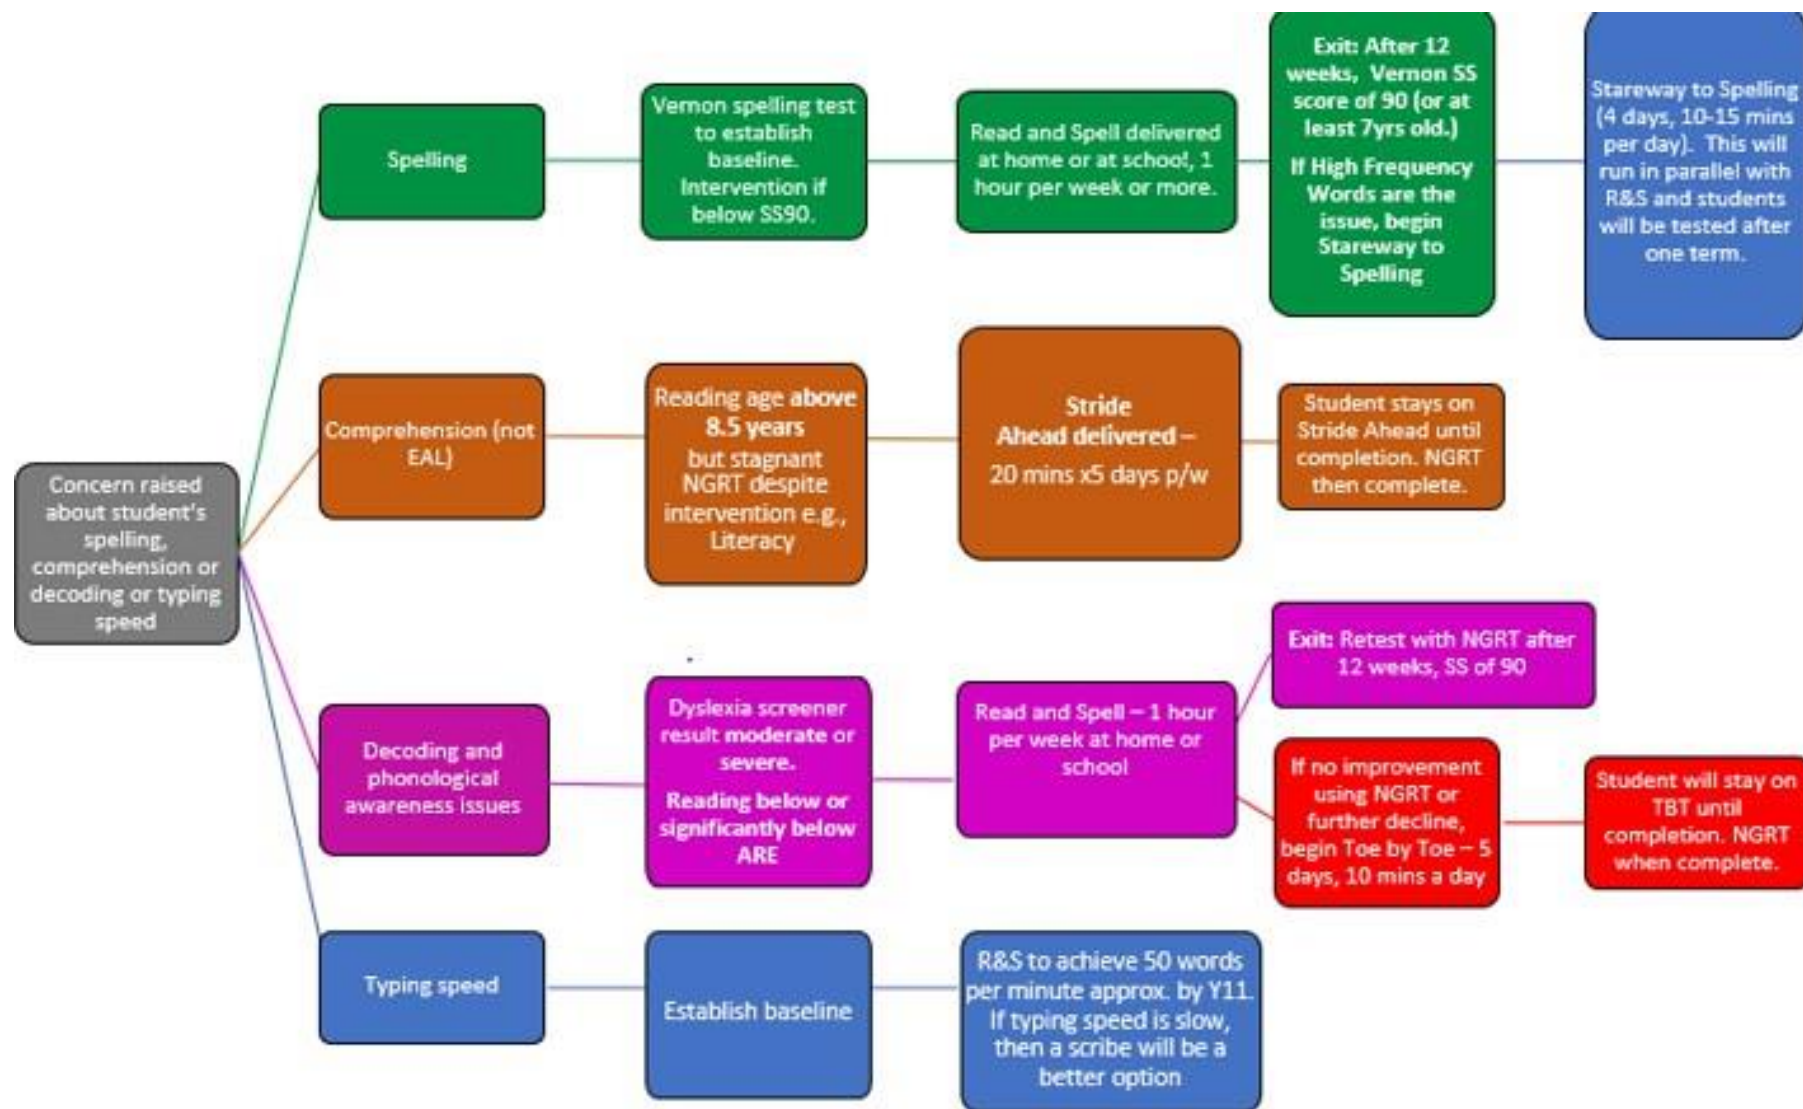 Concern raised
about student's
spelling,
comprehension or
decoding or typing
speed
Spelling
Vernon spelling test
to establish
baseline.
Intervention if
below SS90.
Read and Spell delivered
at home or at school, 1
hour per week or more.
Exit: After 12
weeks, Vernon SS
score of 90 (or at
least 7yrs old.)
If High Frequency
Words are the
issue, begin
Stareway to
Spelling
Stareway to Spelling
(4 days, 10-15 mins
per day). This will
run in parallel with
R&S and students
will be tested after
one term.
Comprehension (not
EAL)
Reading age above
8.5 years
but stagnant
NGRT despite
intervention e.g.,
Literacy
Stride
Ahead delivered –
20 mins x5 days p/w
Student stays on
Stride Ahead until
completion. NGRT
then complete.
Decoding and
phonological
awareness issues
Dyslexia screener
result moderate or
severe.
Reading below or
significantly below
ARE
Read and Spell – 1 hour
per week at home or
school
Exit: Retest with NGRT after
12 weeks, SS of 90
If no improvement
using NGRT or
further decline,
begin Toe by Toe – 5
days, 10 mins a day
Student will stay on
TBT until
completion. NGRT
when complete.
Typing speed
Establish baseline
R&S to achieve 50 words
per minute approx. by Y11.
If typing speed is slow,
then a scribe will be a
better option